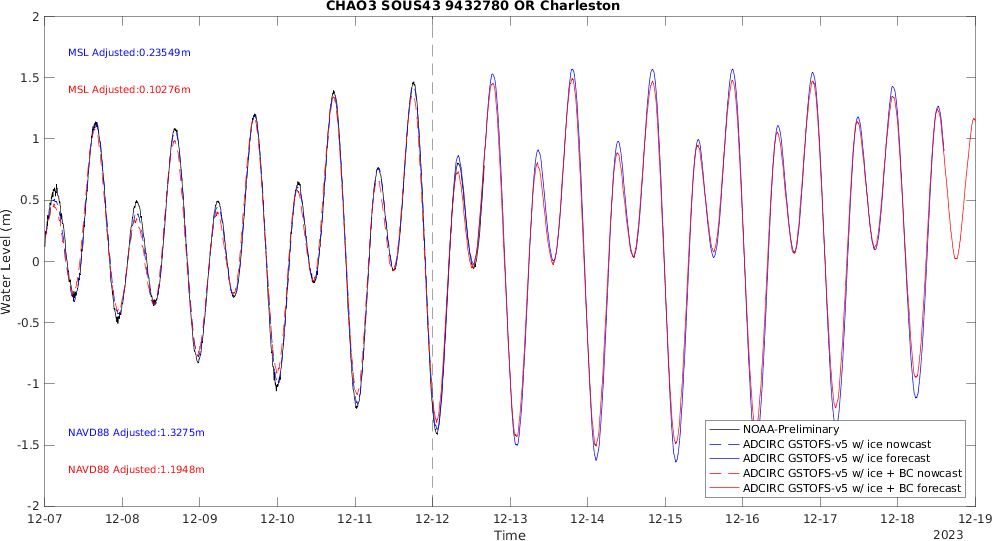 CHAO3 SOUS43 9432780 OR Charleston
2
1.5
1
0.5
0
-0.5
-1
-1.5
-2
Water Level (m)
MSL Adjusted:0.23549m
MSL Adjusted:0.10276m
NAVD88 Adjusted:1.3275m
NAVD88 Adjusted:1.1948m
NOAA-Preliminary
ADCIRC GSTOFS-v5 w/ ice nowcast
ADCIRC GSTOFS-v5 w/ ice forecast
ADCIRC GSTOFS-v5 w/ ice + BC nowcast
ADCIRC GSTOFS-v5 w/ ice + BC forecast
12-07 12-08 12-09 12-10 12-11 12-12 12-13 12-14 12-15 12-16 12-17 12-18 12-19
Time
2023